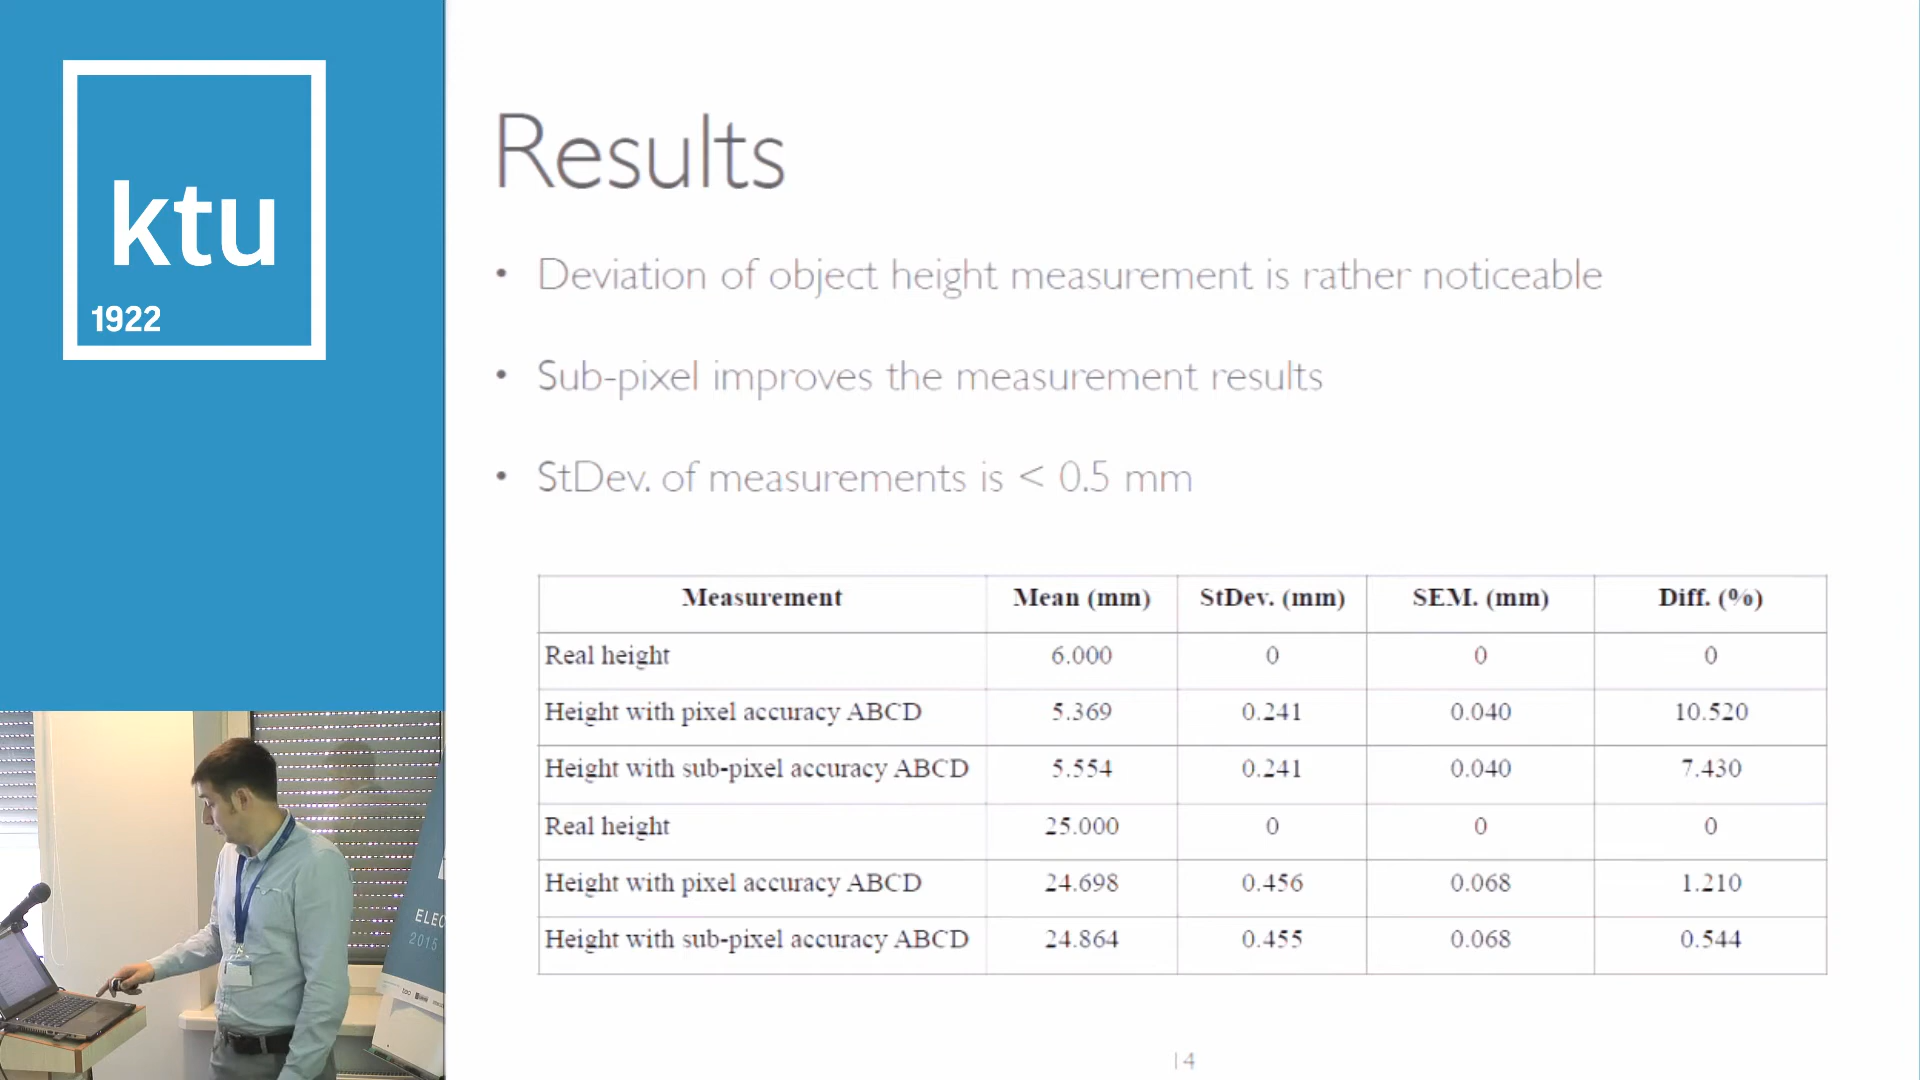 ktu
1922
Results
• Deviation of object height measurement is rather noticeable
• Sub-pixel improves the measurement results
• StDev. of measurements is < 0.5 mm
Measurement Mean (mm) StDev. (mm) SEM. (mm) Diff. (%)
Real height 6.000 0 0 0
Height with pixel accuracy ABCD 5.369 0.241 0.040 10.520
Height with sub-pixel accuracy ABCD 5.554 0.241 0.040 7.430
Real height 25.000 0 0 0
Height with pixel accuracy ABCD 24.698 0.456 0.068 1.210
Height with sub-pixel accuracy ABCD 24.864 0.455 0.068 0.544
ELEC
2015
14